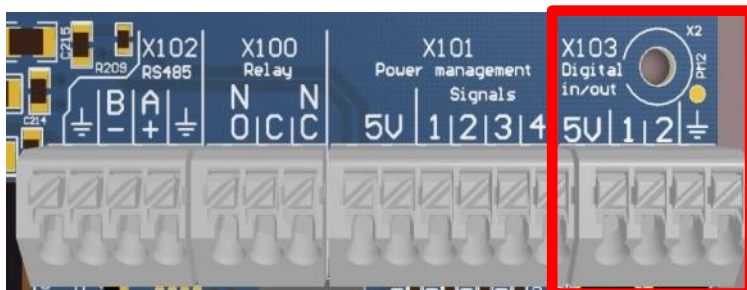 C215
R209
C214
X102
RS485
B A
- +
X100
Relay
N N
O|C|C
X101
Power management
Signals
5V |1|2|3|4
X103
Digital
in/out
X2
PM2
5V|1|2|